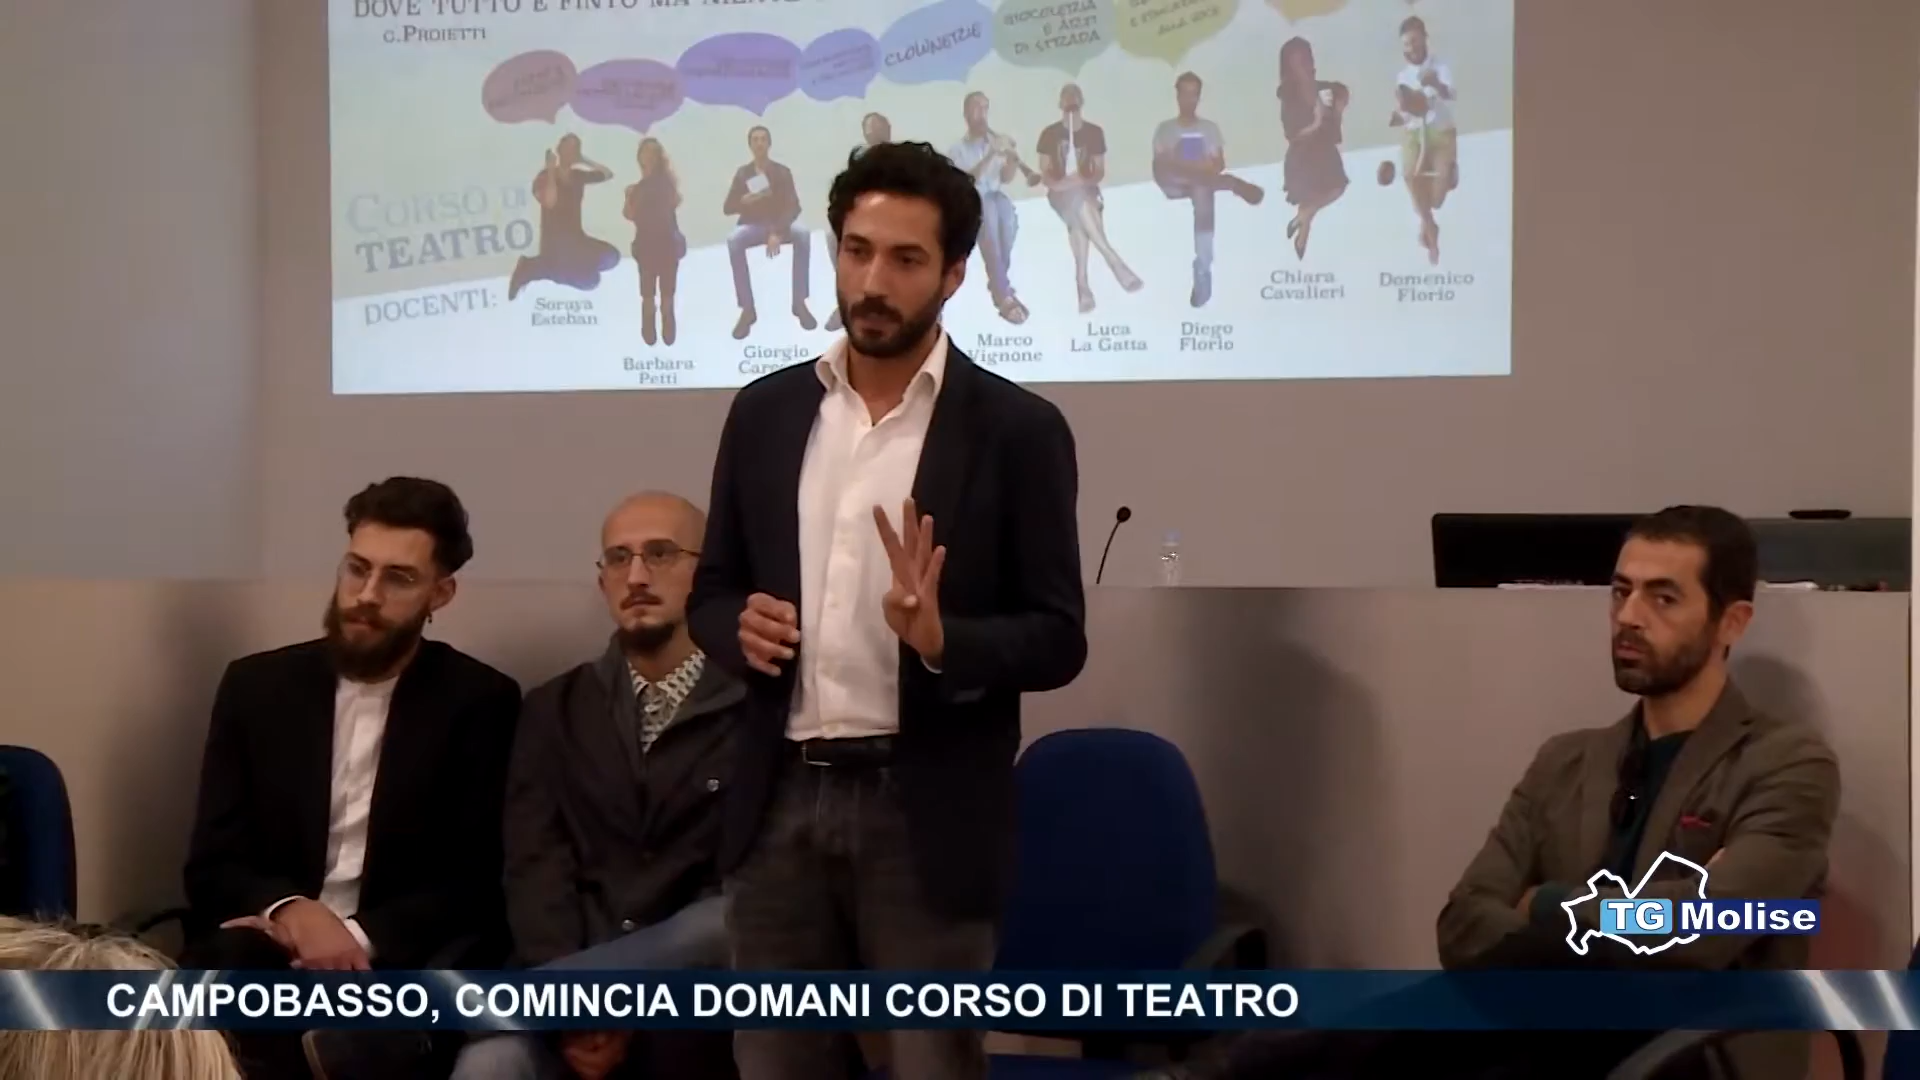 DOVE TUTTO È FINTO MA
G.PROIETTI
CLOWNERIE
GIOCOLERIA
E ARTI
DI STRADA
CORSO DI
TEATRO
DOCENTI:
Soraya
Esteban
Barbara
Petti
Giorgio
Marco
Vignone
Luca
La Gatta
Diego
Florio
Chiara
Cavalieri
Domenico
Florio
TG Molise
CAMPOBASSO, COMINCIA DOMANI CORSO DI TEATRO